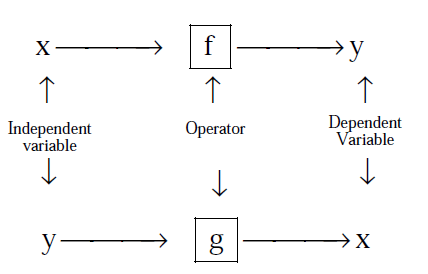 x f y
Independent
variable
Operator
Dependent
Variable
y g x